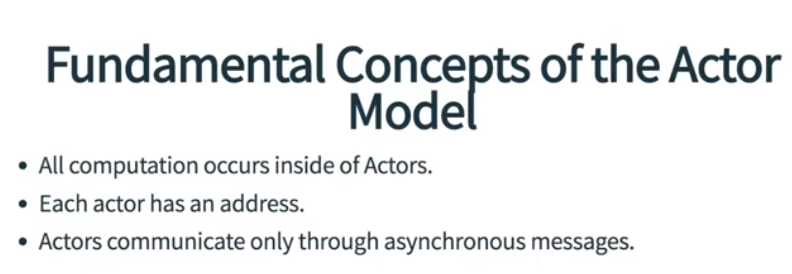 Fundamental Concepts of the Actor
Model
• All computation occurs inside of Actors.
• Each actor has an address.
• Actors communicate only through asynchronous messages.